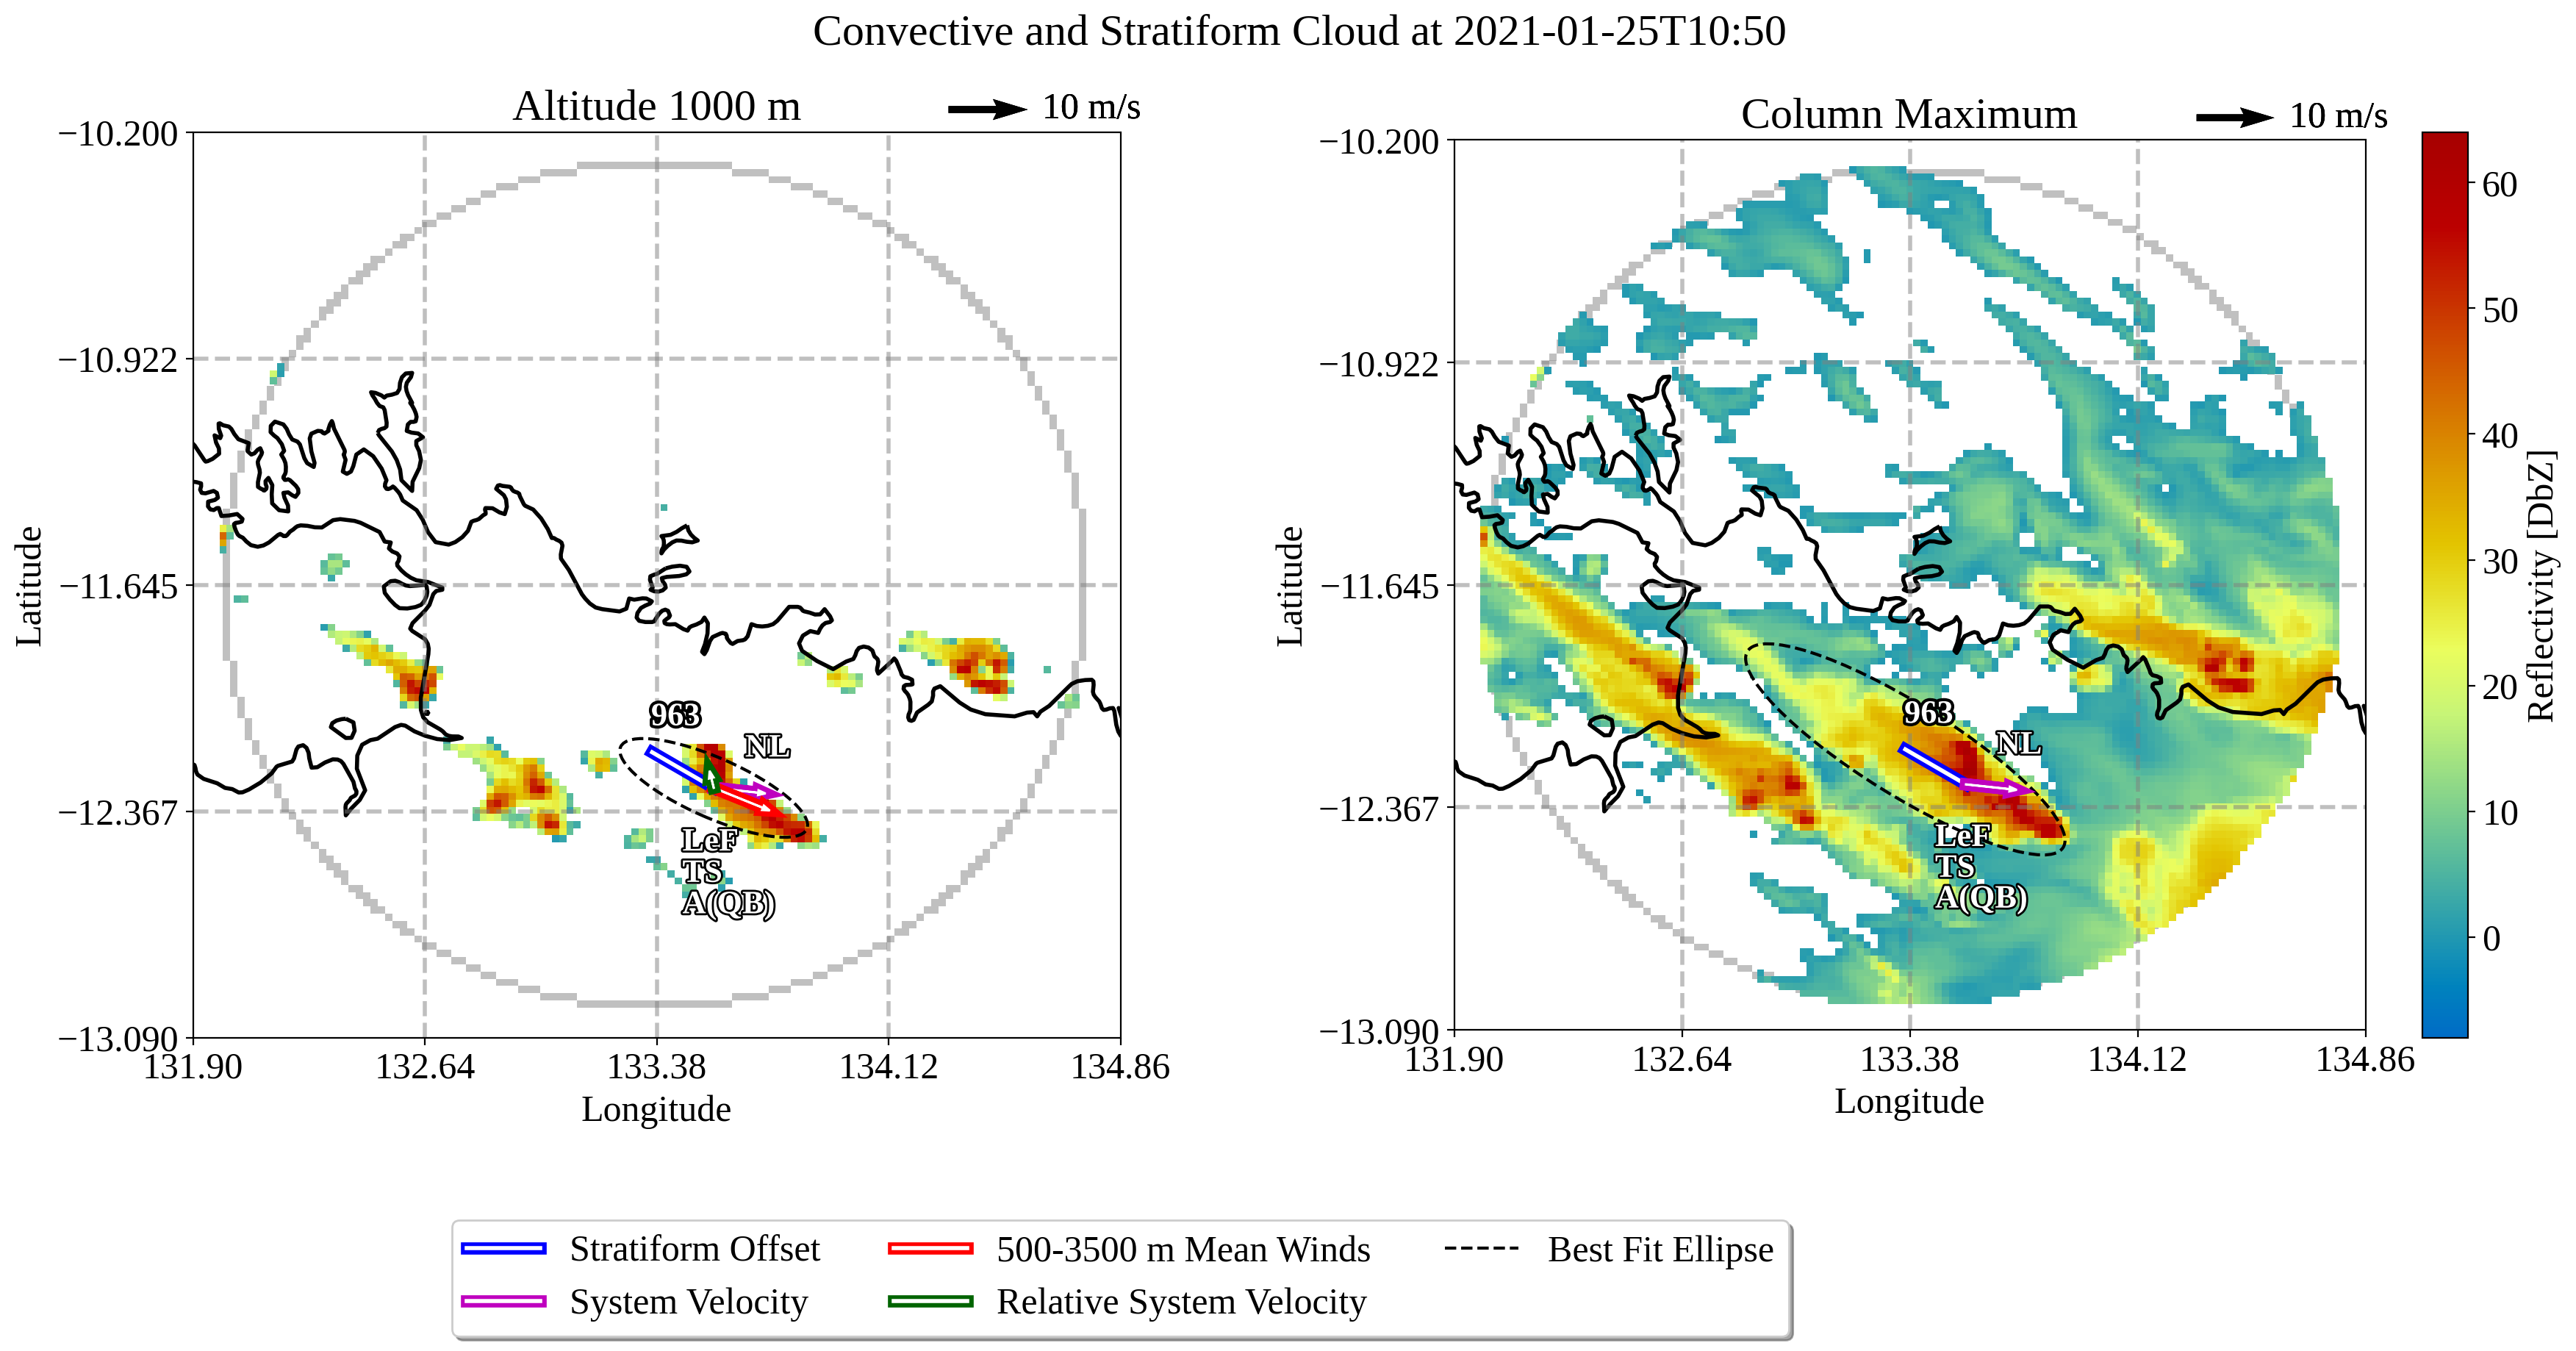 Convective and Stratiform Cloud at 2021-01-25T10:50
Altitude 1000 m
10 m/s
−10.200
−10.922
−11.645
−12.367
−13.090
131.90
132.64
133.38
134.12
134.86
Latitude
Longitude
963
NL
LeF
TS
A(QB)
Column Maximum
10 m/s
−10.200
−10.922
−11.645
−12.367
−13.090
131.90
132.64
133.38
134.12
134.86
Latitude
Longitude
963
NL
LeF
TS
A(QB)
60
50
40
30
20
10
0
Reflectivity [DbZ]
Stratiform Offset
System Velocity
500-3500 m Mean Winds
Relative System Velocity
Best Fit Ellipse